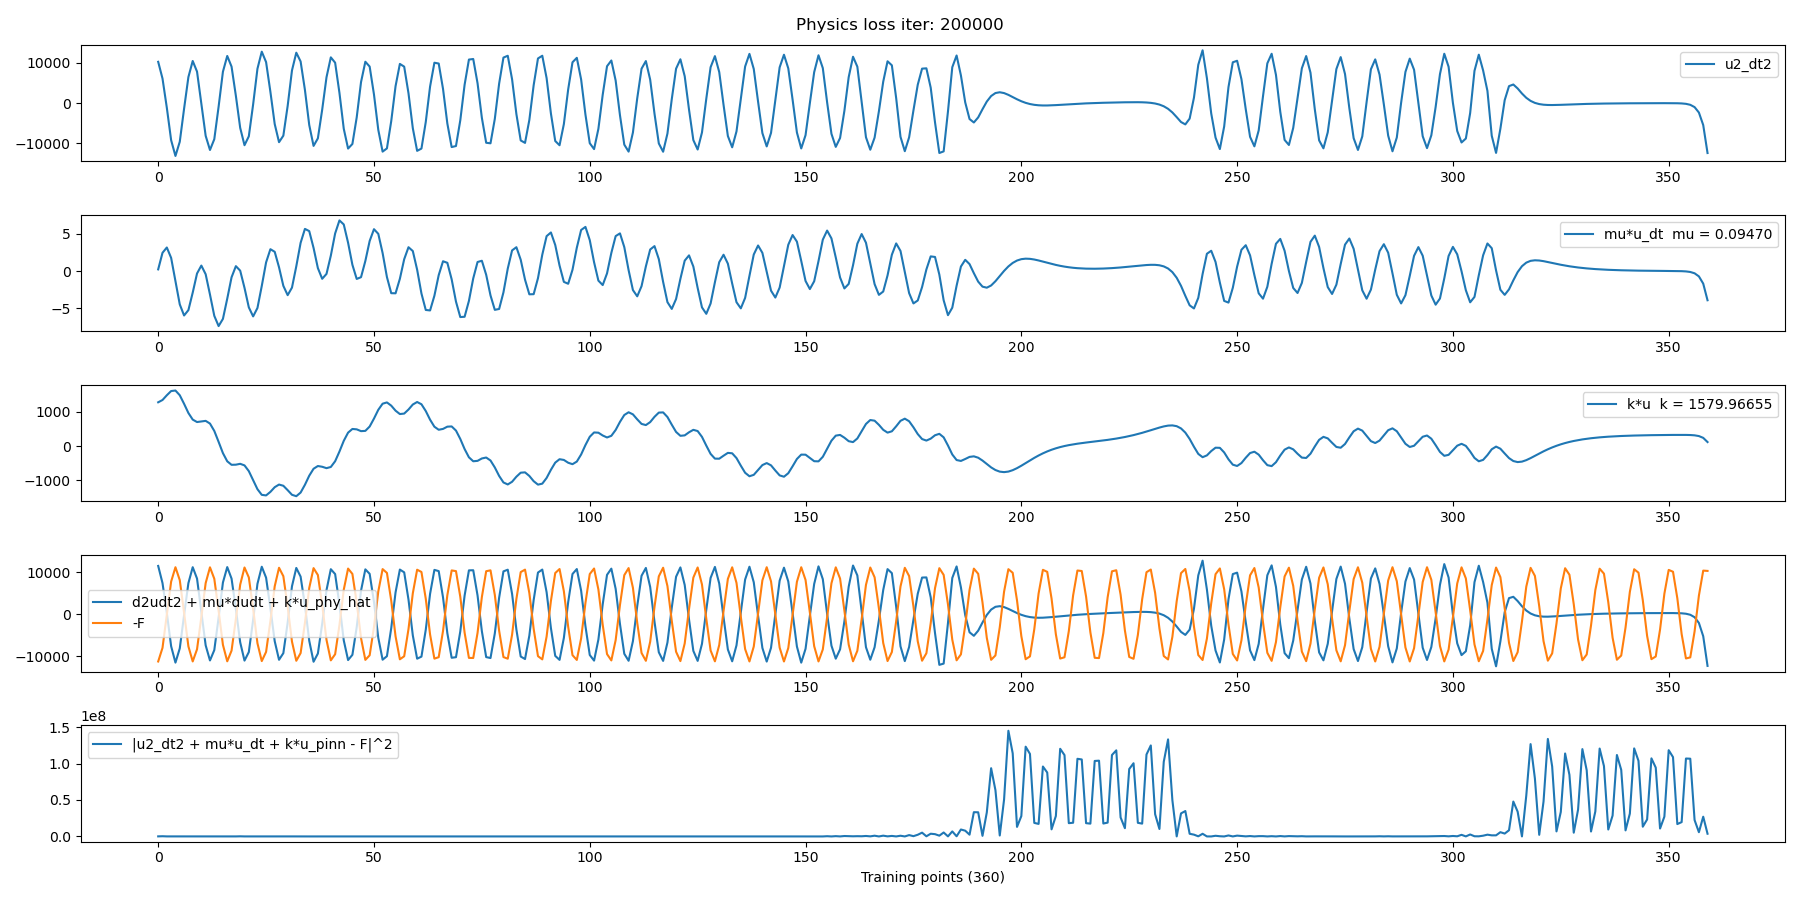 Physics loss iter: 200000
10000
0
−10000
u2_dt2
0 50 100 150 200 250 300 350
5
0
−5
mu*u_dt mu = 0.09470
0 50 100 150 200 250 300 350
1000
0
−1000
k*u k = 1579.96655
0 50 100 150 200 250 300 350
10000
0
−10000
d2udt2 + mu*dudt + k*u_phy_hat
-F
0 50 100 150 200 250 300 350
1e8
1.5
1.0
0.5
0.0
|u2_dt2 + mu*u_dt + k*u_pinn - F|^2
0 50 100 150 200 250 300 350
Training points (360)